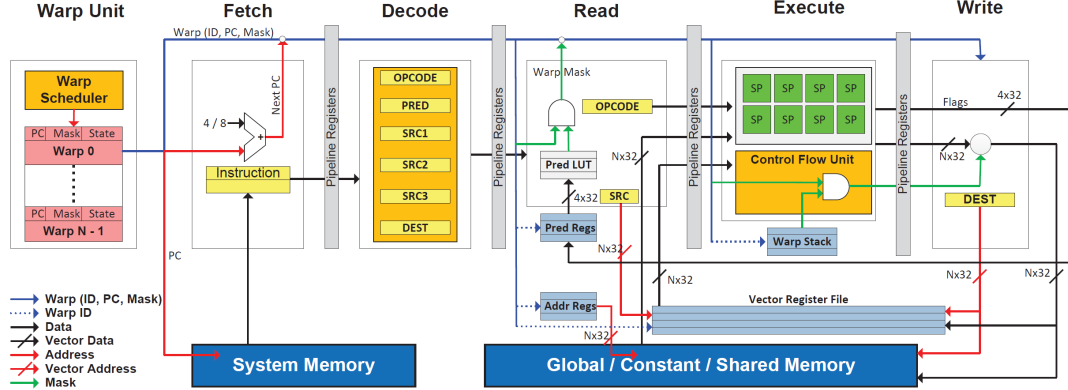 Warp Unit
Fetch
Decode
Read
Execute
Write
Warp (ID, PC, Mask)
Warp
Scheduler
PC Mask State
Warp 0
PC Mask State
Warp N - 1
Next PC
4 / 8
+
Instruction
PC
Pipeline Registers
OPCODE
PRED
SRC1
SRC2
SRC3
DEST
Pipeline Registers
Warp Mask
OPCODE
Pred LUT
4x32
SRC
Pred Regs
Nx32
Nx32
Nx32
Addr Regs
Nx32
Pipeline Registers
SP SP SP SP
SP SP SP SP
Control Flow Unit
Warp Stack
Pipeline Registers
Flags
4x32
Nx32
DEST
Nx32
Nx32
Vector Register File
System Memory
Global / Constant / Shared Memory
Warp (ID, PC, Mask)
Warp ID
Data
Vector Data
Address
Vector Address
Mask